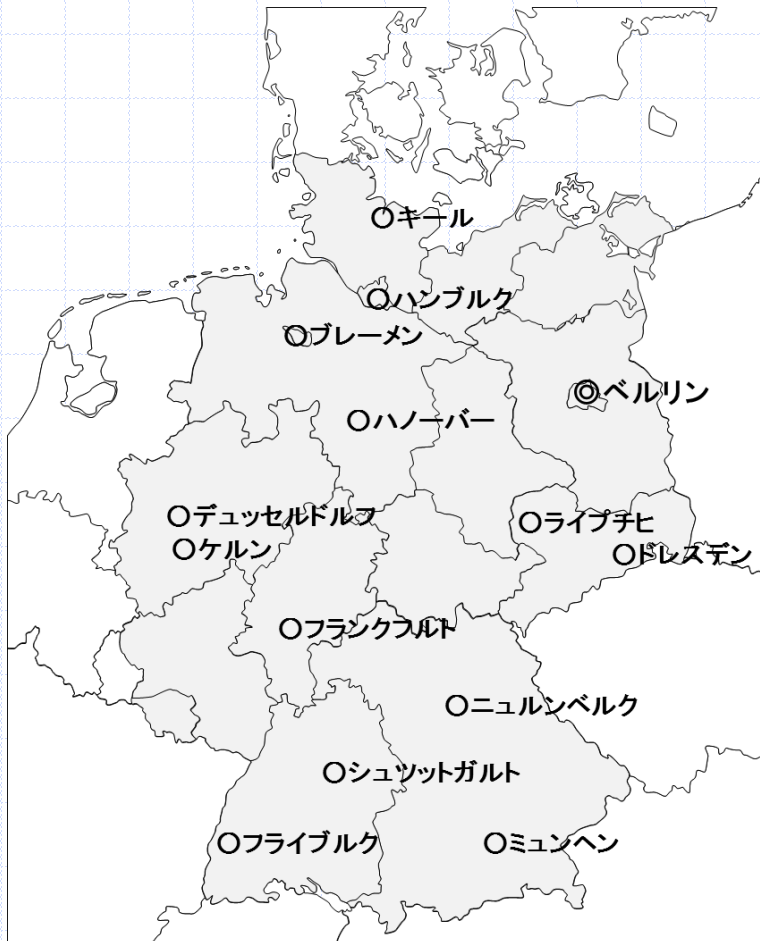 キール
ハンブルク
ブレーメン
ベルリン
ハノーバー
デュッセルドルフ
ライプチヒ
ケルン
ドレスデン
フランクフルト
ニュルンベルク
シュツットガルト
フライブルク
ミュンヘン